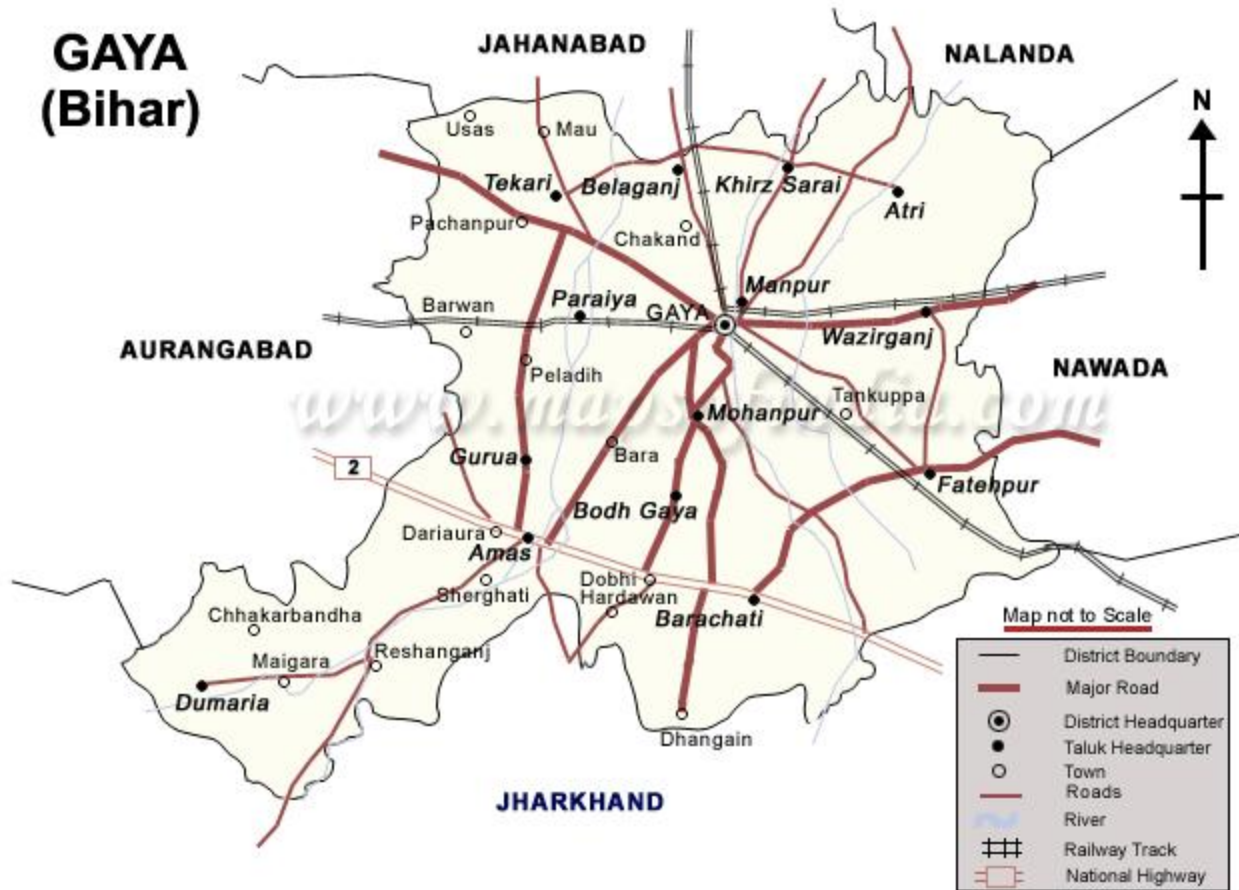 GAYA
(Bihar)
JAHANABAD
NALANDA
N
Usas
Mau
Tekari
Belaganj
Khirz Sarai
Atri
Pachanpur
Chakand
Manpur
Barwan
Paraiya
GAYA
Wazirganj
AURANGABAD
NAWADA
Peladih
www.mapsofindia.com
Mohanpur
Tankuppa
2
Gurua
Bara
Fatehpur
Bodh Gaya
Dariaura
Amas
Sherghati
Dobhi
Hardawan
Barachati
Chhakarbandha
Maigara
Reshanganj
Dumaria
Dhangain
JHARKHAND
Map not to Scale
District Boundary
Major Road
District Headquarter
Taluk Headquarter
Town
Roads
River
Railway Track
National Highway